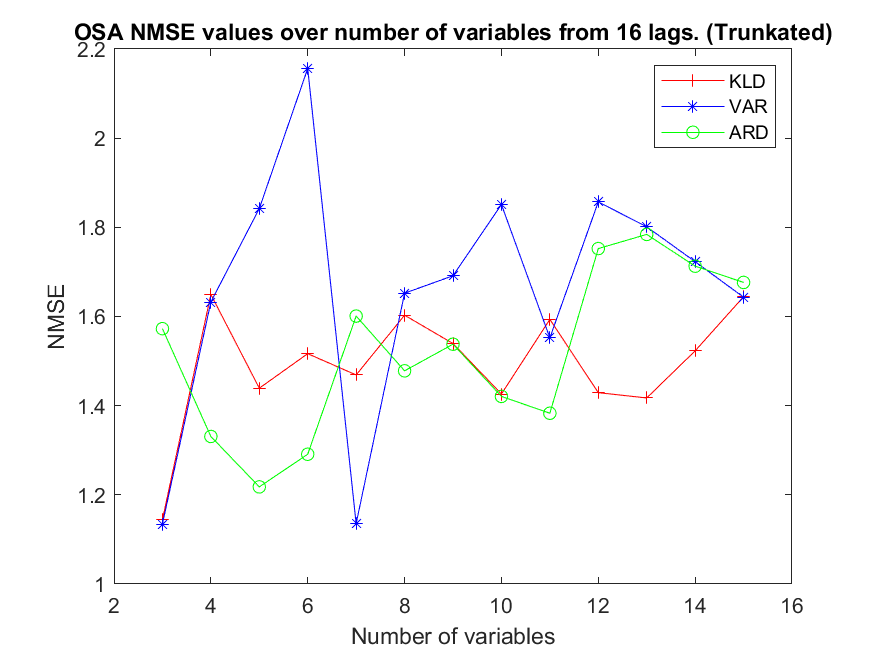 OSA NMSE values over number of variables from 16 lags. (Trunkated)
2.2
2
1.8
1.6
1.4
1.2
1
NMSE
KLD
VAR
ARD
2 4 6 8 10 12 14 16
Number of variables